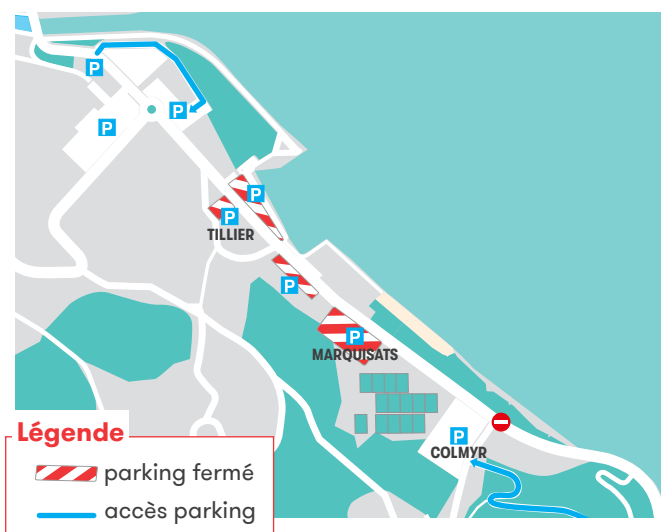 P
P
P
P
P
TILLIER
P
P
MARQUISATS
P
COLMYR
Légende
parking fermé
accès parking